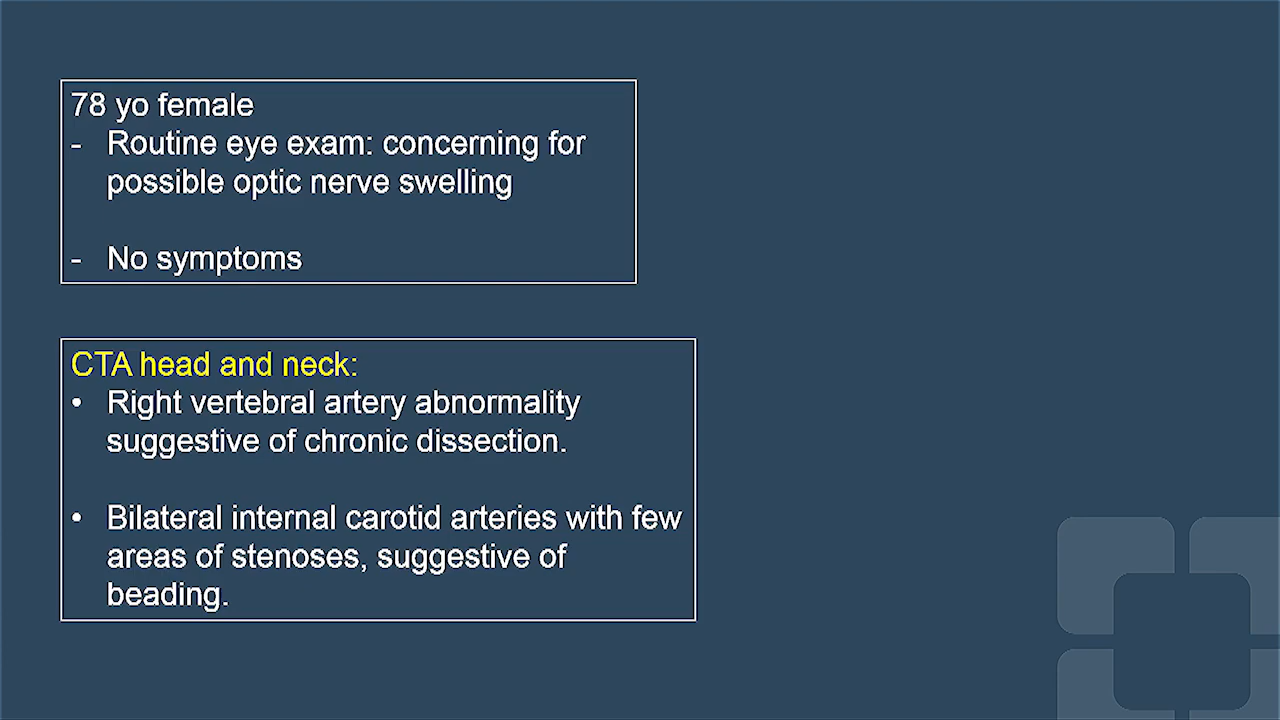 78 yo female
- Routine eye exam: concerning for
possible optic nerve swelling
- No symptoms
CTA head and neck:
• Right vertebral artery abnormality
suggestive of chronic dissection.
• Bilateral internal carotid arteries with few
areas of stenoses, suggestive of
beading.